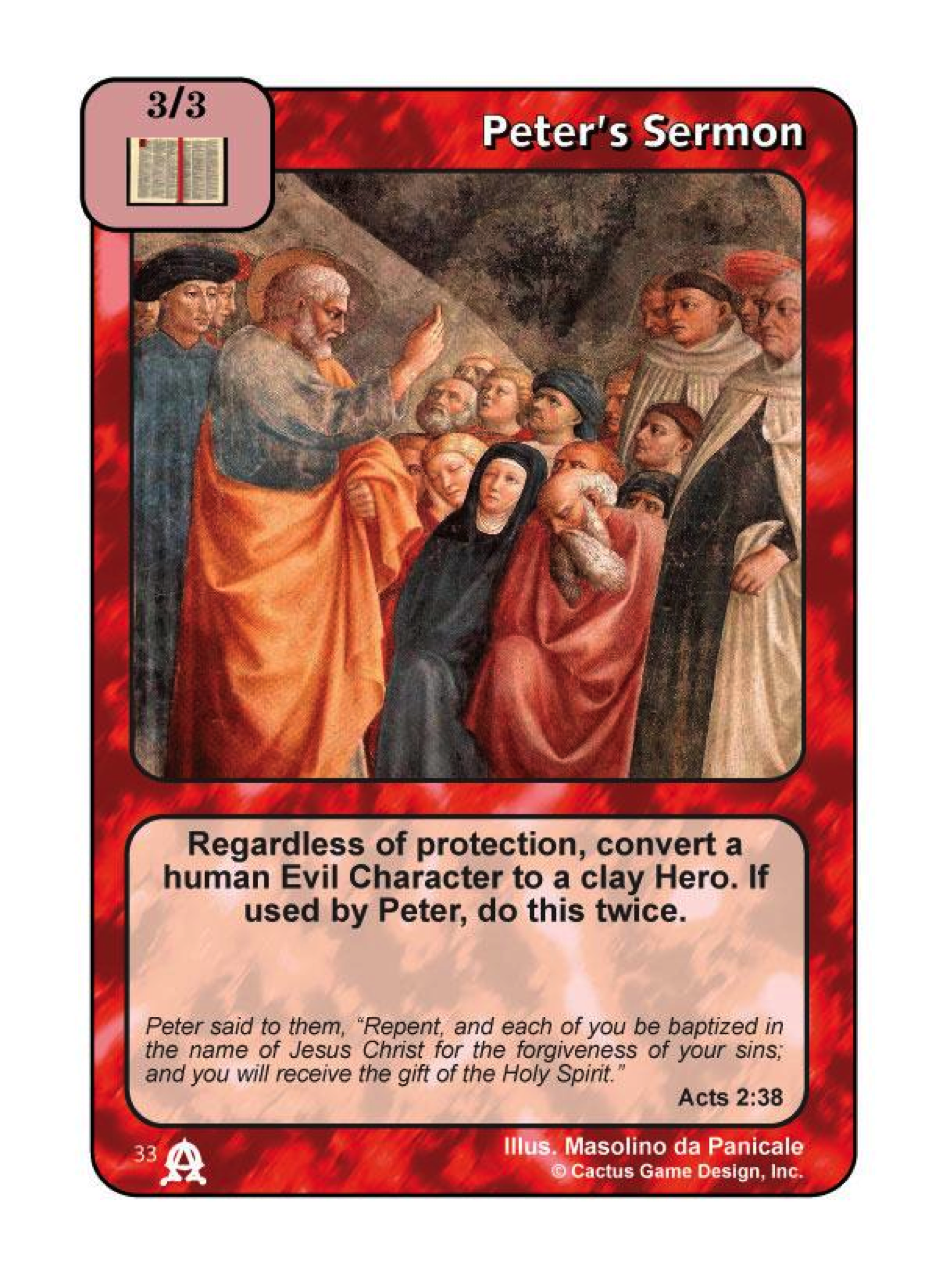 3/3
Peter's Sermon
Regardless of protection, convert a
human Evil Character to a clay Hero. If
used by Peter, do this twice.
Peter said to them, “Repent, and each of you be baptized in
the name of Jesus Christ for the forgiveness of your sins;
and you will receive the gift of the Holy Spirit.”
Acts 2:38
33
Illus. Masolino da Panicale
© Cactus Game Design, Inc.